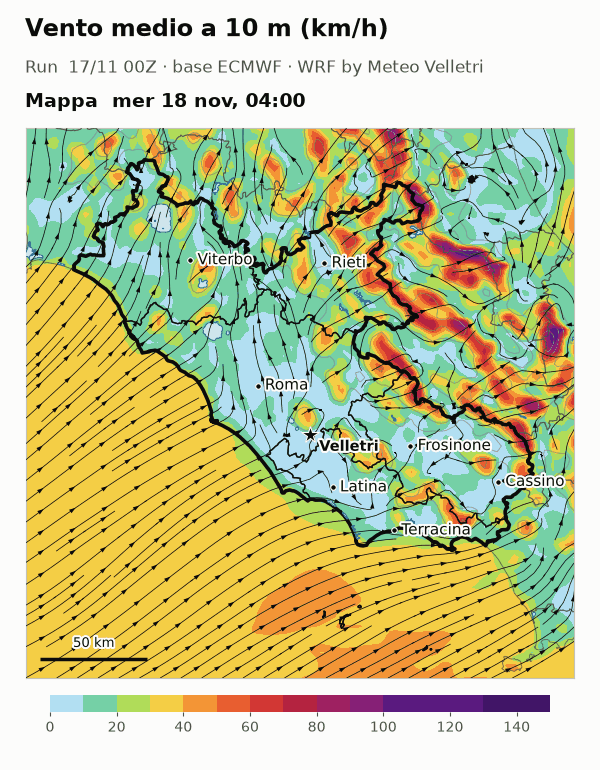 Vento medio a 10 m (km/h)
Run  17/11 00Z · base ECMWF · WRF by Meteo Velletri
Mappa  mer 18 nov, 04:00
Viterbo
Rieti
Roma
Velletri
Frosinone
Cassino
Latina
Terracina
50 km
0 20 40 60 80 100 120 140